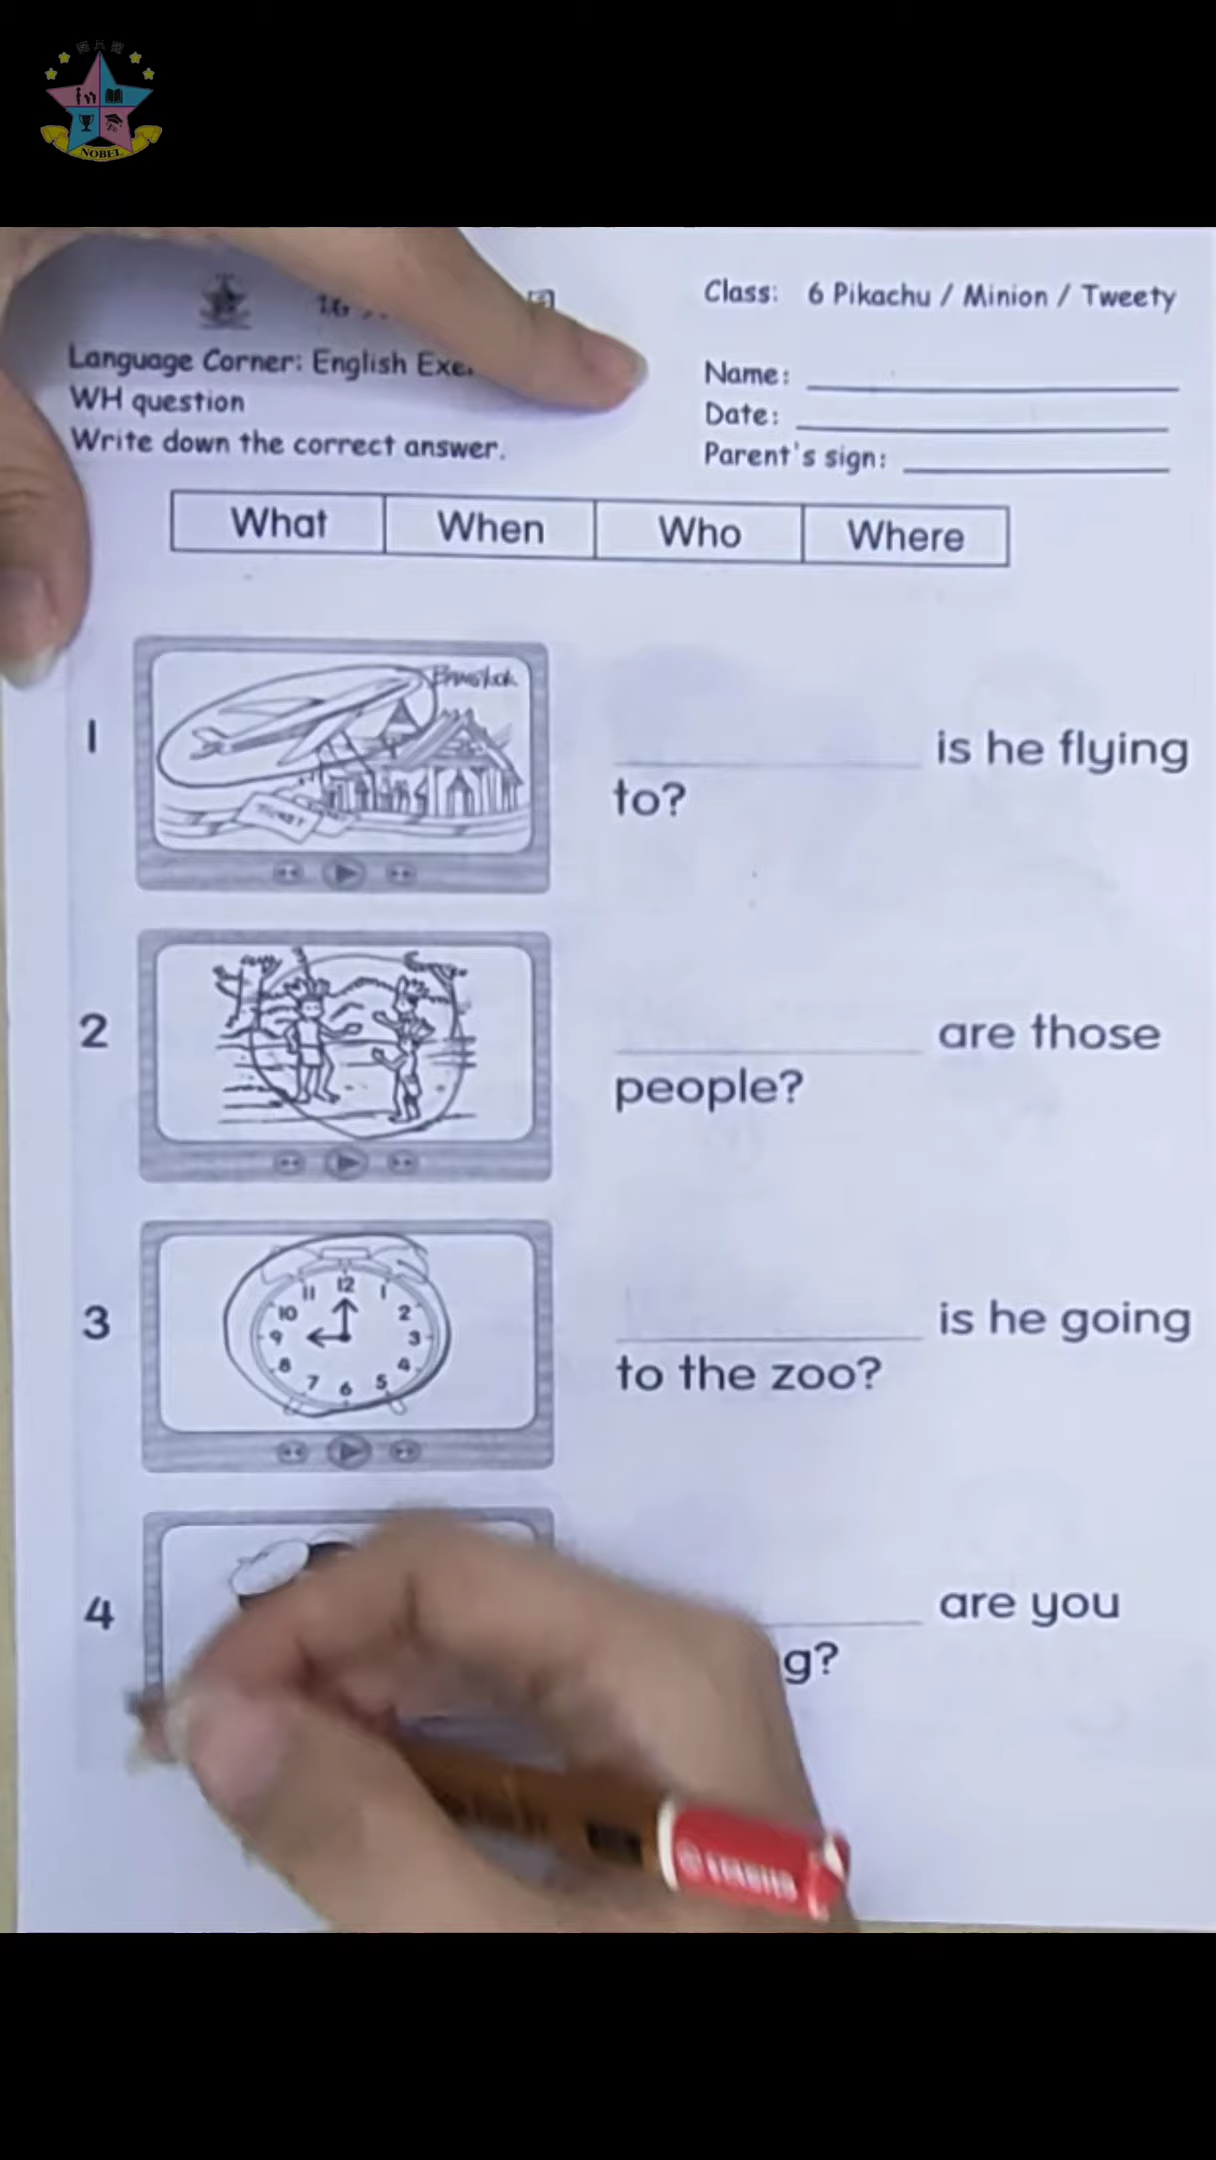 NOBEL
Class: 6 Pikachu / Minion / Tweety
Language Corner: English
WH question
Write down the correct answer.
Name:
Date:
Parent's sign:
What When Who Where
Bangkok
TICKET
1 is he flying
to?
2 are those
people?
3 is he going
to the zoo?
12
11 1
10 2
9 3
8 4
7 6 5
4 are you
g?